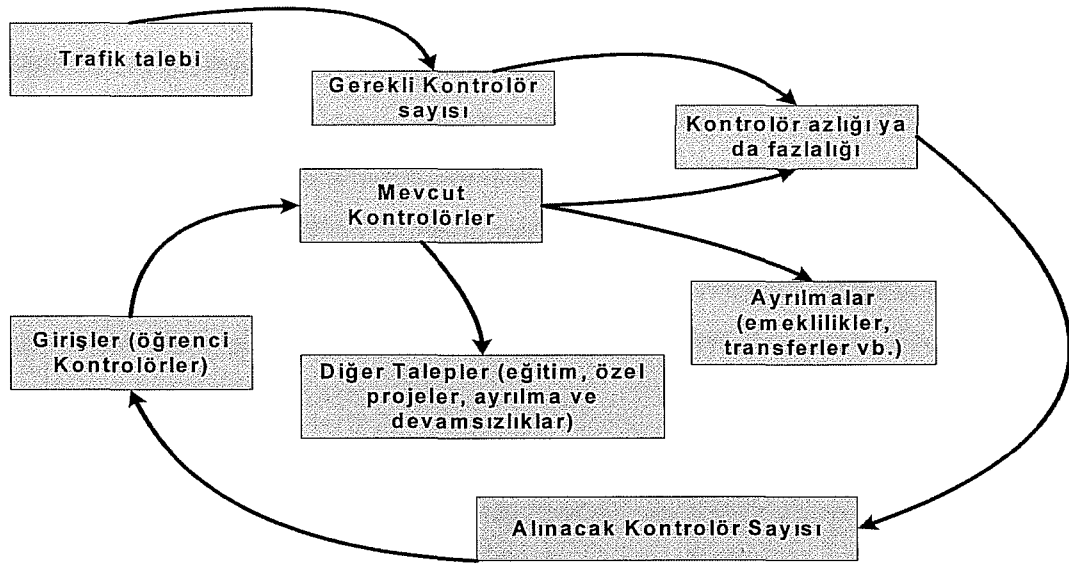 Trafik talebi
Gerekli Kontrolör
sayısı
Kontrolör azlığı ya
da fazlalığı
Mevcut
Kontrolörler
Ayrılmalar
(emeklilikler,
transferler vb.)
Girişler (öğrenci
Kontrolörler)
Diğer Talepler (eğitim, özel
projeler, ayrılma ve
devamsızlıklar)
Alınacak Kontrolör Sayısı